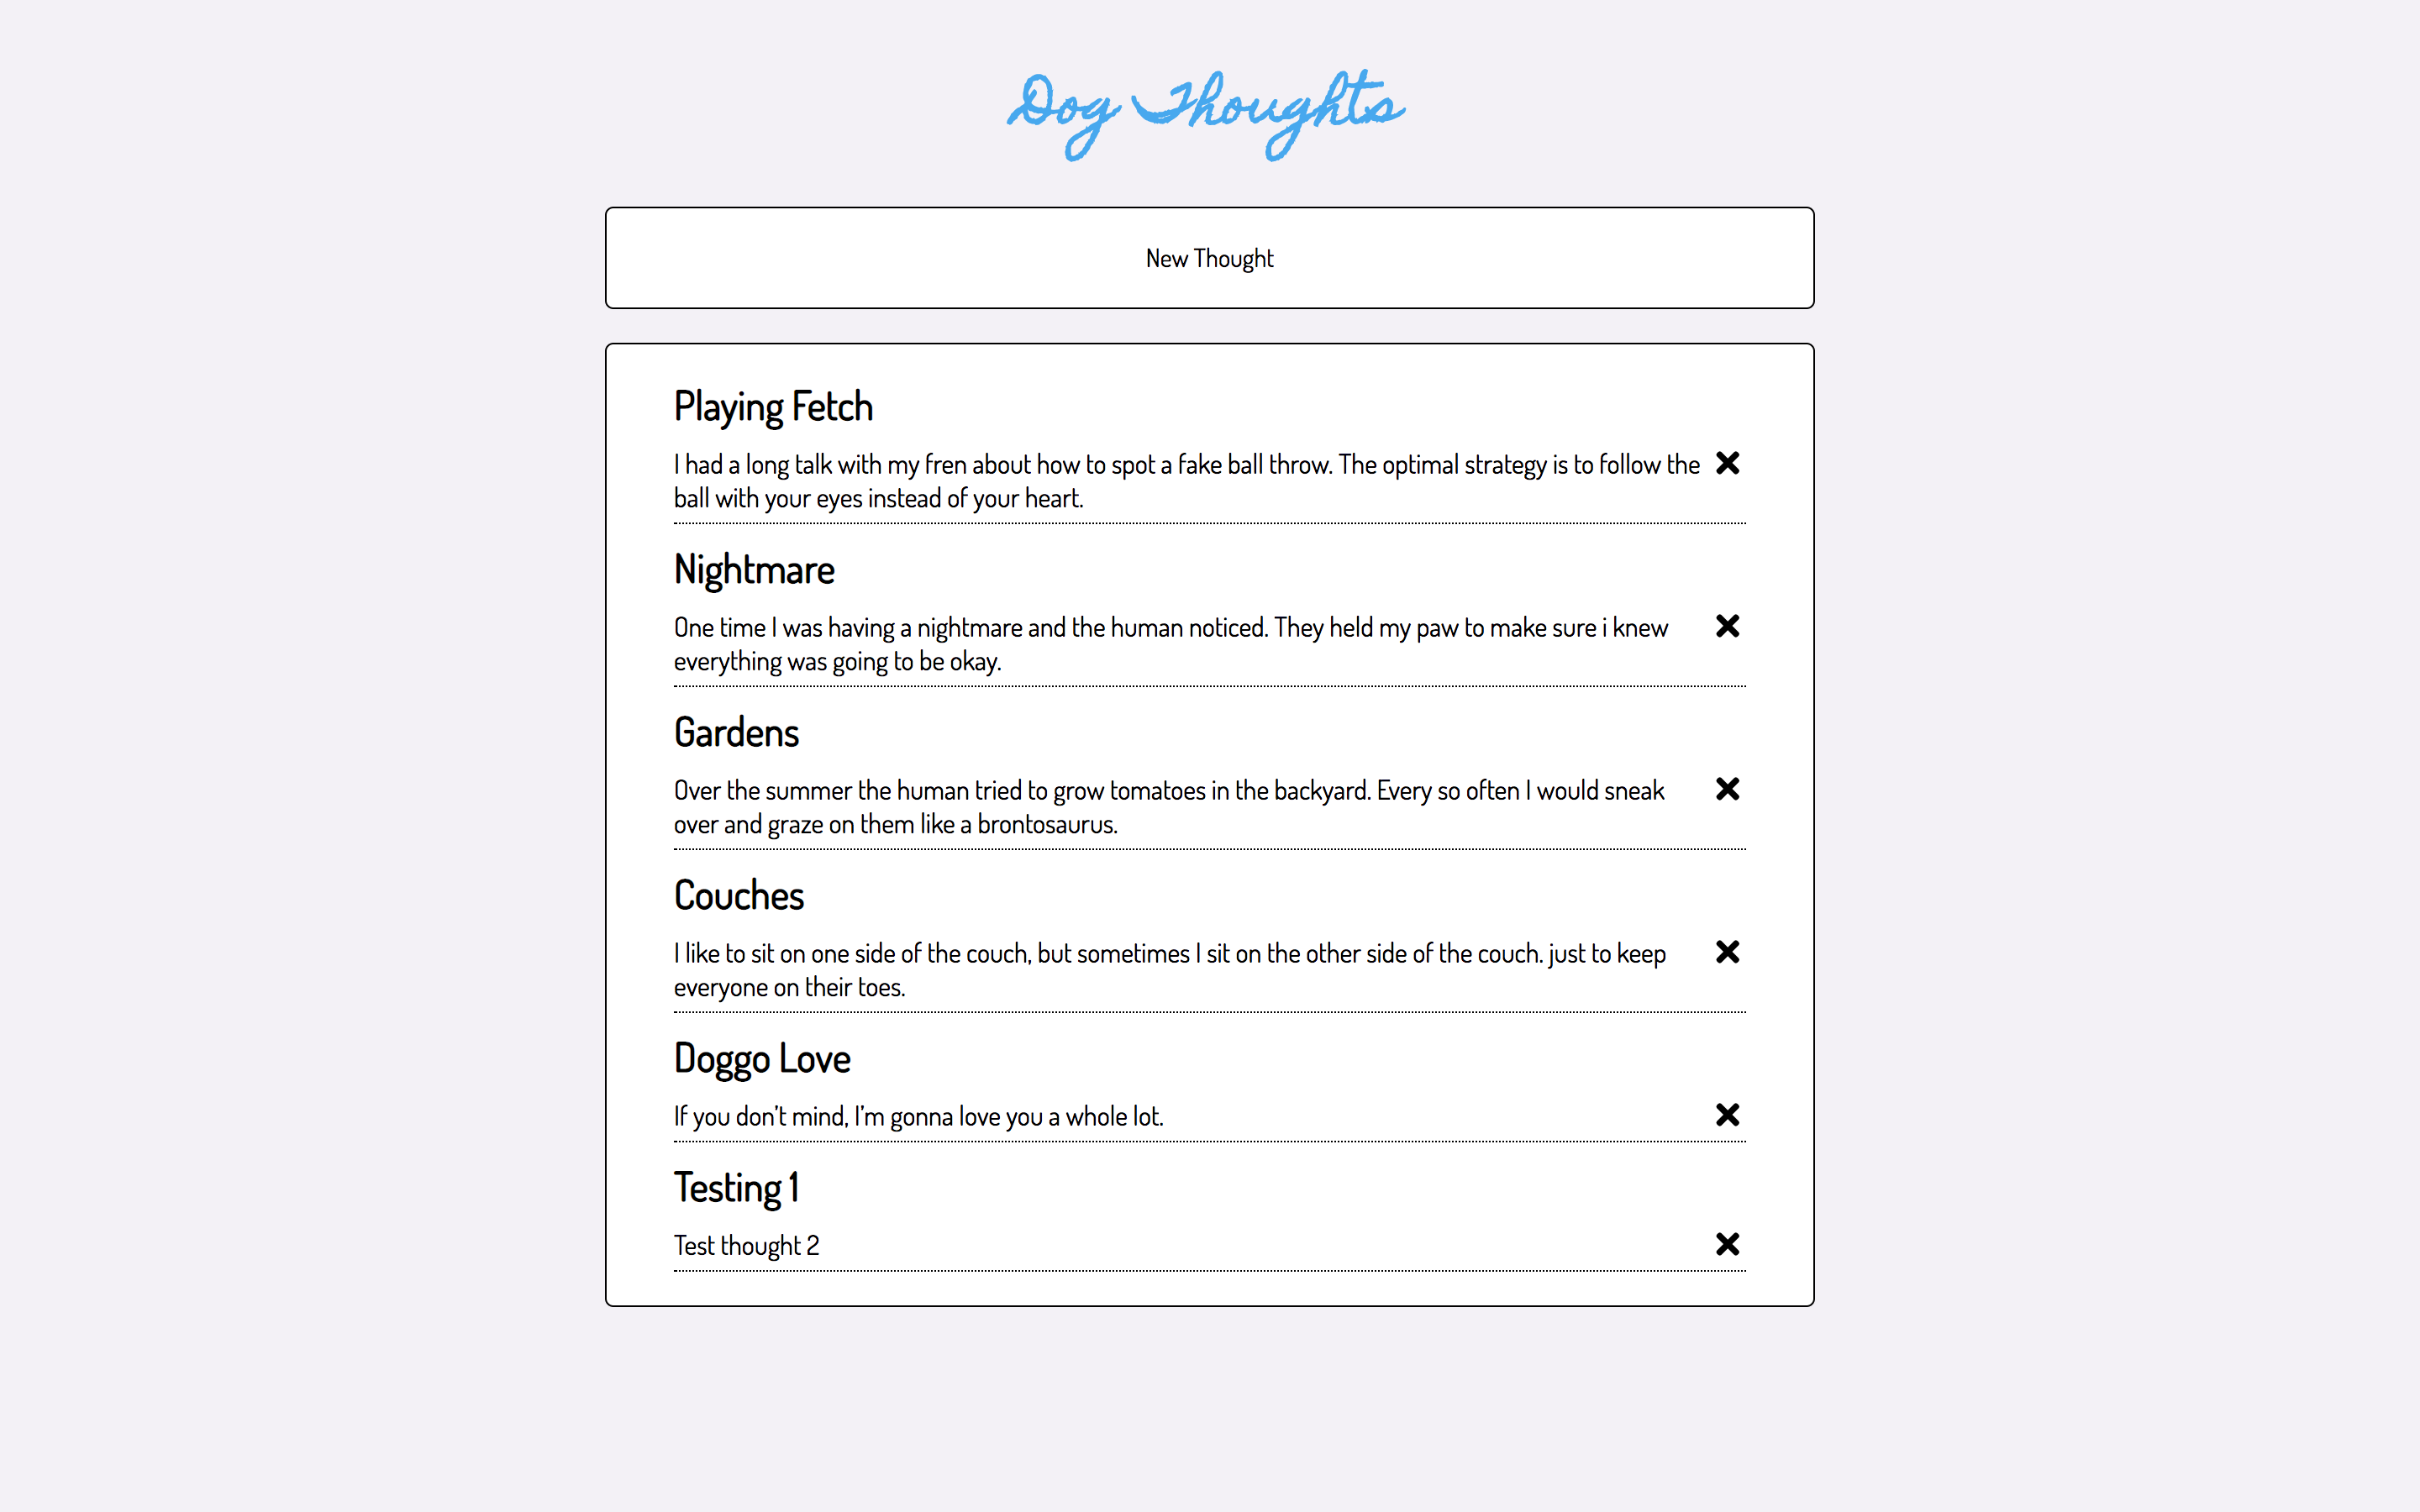 Dog Thoughts
New Thought
Playing Fetch
I had a long talk with my fren about how to spot a fake ball throw. The optimal strategy is to follow the
ball with your eyes instead of your heart.
Nightmare
One time I was having a nightmare and the human noticed. They held my paw to make sure i knew
everything was going to be okay.
Gardens
Over the summer the human tried to grow tomatoes in the backyard. Every so often I would sneak
over and graze on them like a brontosaurus.
Couches
I like to sit on one side of the couch, but sometimes I sit on the other side of the couch. just to keep
everyone on their toes.
Doggo Love
If you don’t mind, I’m gonna love you a whole lot.
Testing 1
Test thought 2